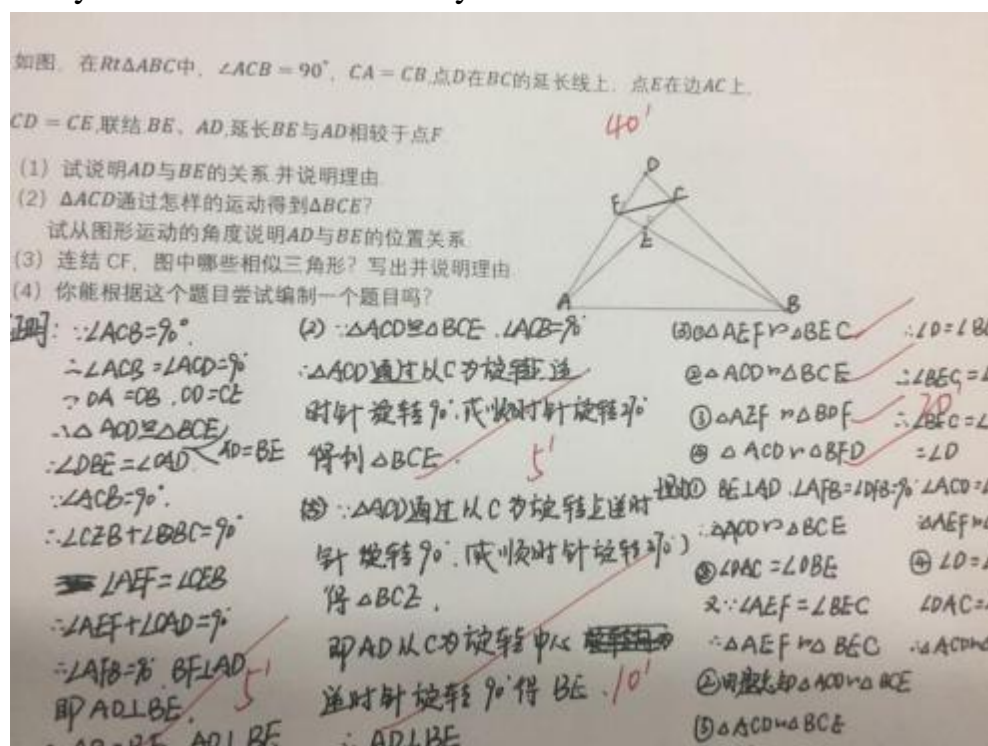 如图, 在Rt△ABC中, ∠ACB = 90°, CA = CB,点D在BC的延长线上, 点E在边AC上,
CD = CE,联结BE、AD,延长BE与AD相较于点F
(1) 试说明AD与BE的关系,并说明理由
(2) △ACD通过怎样的运动得到△BCE?
试从图形运动的角度说明AD与BE的位置关系
(3) 连结 CF, 图中哪些相似三角形? 写出并说明理由
(4) 你能根据这个题目尝试编制一个题目吗?
40'
D
F
C
E
A
B
证明: ∵∠ACB=90°.
∴∠ACB=∠ACD=90°
∴△ACD≌△BCE
AD=BE
∴∠DBE=∠CAD
∵∠ACB=90°.
∠AEF=∠CEB
∴∠AEF+∠CAD=90°
∴∠AFB=90° BF⊥AD
即 AD⊥BE.
5'
AD=BE, AD⊥BE
(2) ∵△ACD≌△BCE. ∠ACB=90°
∴△ACD通过以C为旋转点逆
时针旋转90°.或顺时针旋转270°
得到△BCE.
5'
∵△ACD通过以C为旋转点逆时
针旋转90°.(或顺时针旋转270°)
得△BCE.
即AD以C为旋转中心
逆时针旋转90°得BE.
10'
∴ AD⊥BE
(3)①△AEF∽△BEC
②△ACD∽△BCE
③△AEF∽△BDF
④△ACD∽△BFD
20'
∴∠D=∠BE
∴∠BEC=∠
∴∠BEC=∠
=∠D
① BE⊥AD. ∠AFB=∠DFB=90° ∠ACD=∠
∴△ACD∽△BCE
∴△AEF∽
∠DAC=∠DBE
④ ∠D=∠
又∵∠AEF=∠BEC
∠DAC=∠
∴△AEF∽△BEC
∴△ACD∽
③△ACD∽△BCE